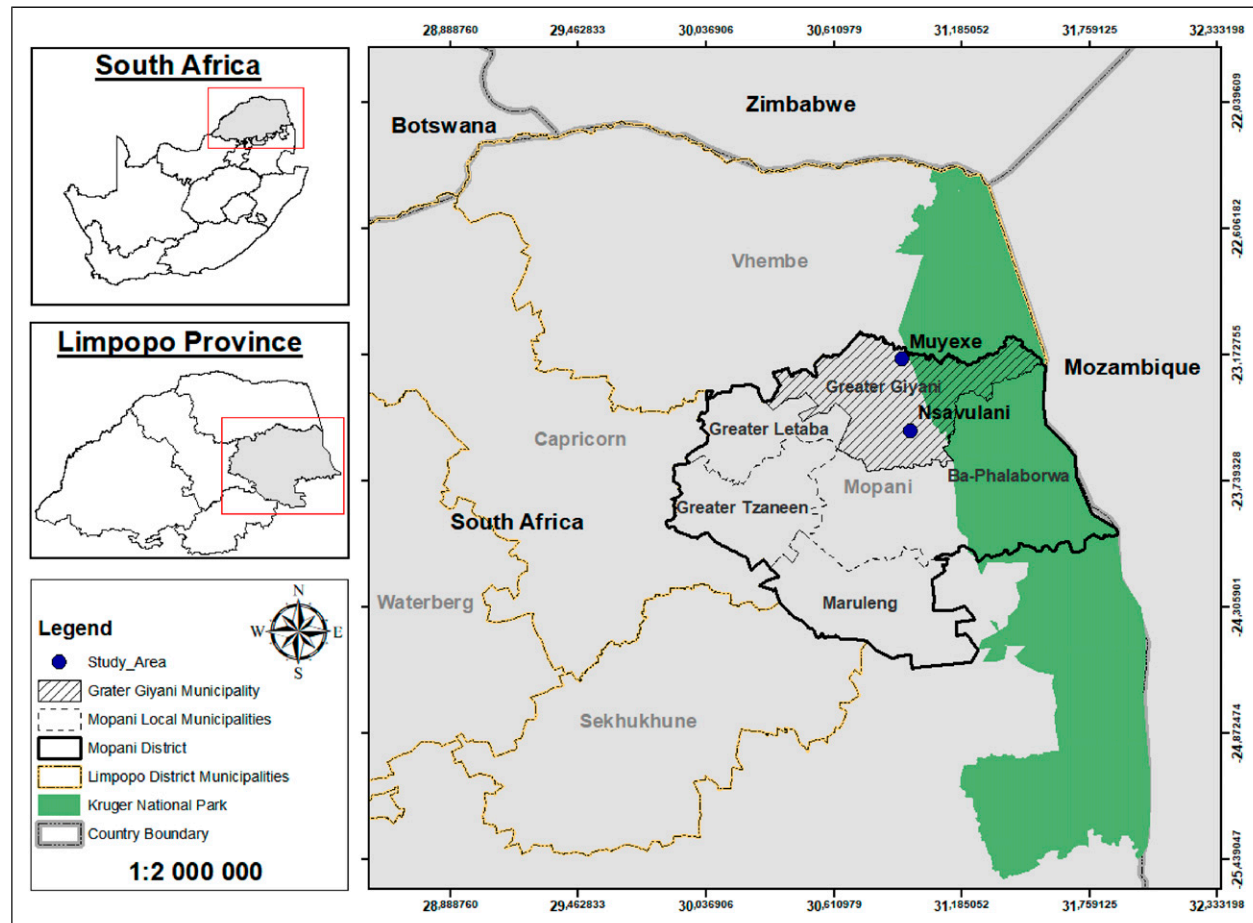 South Africa
Limpopo Province
Legend
N
W
E
S
Study_Area
Grater Giyani Municipality
Mopani Local Municipalities
Mopani District
Limpopo District Municipalities
Kruger National Park
Country Boundary
1:2 000 000
28,888760 29,462833 30,036906 30,610979 31,185052 31,759125 32,333198
Zimbabwe
Botswana
Vhembe
Muyexe
Mozambique
Greater Giyani
Nsavulani
Greater Letaba
Capricorn
Ba-Phalaborwa
Mopani
Greater Tzaneen
South Africa
Waterberg
Maruleng
Sekhukhune
-22,039609
-22,606182
-23,172755
-23,739328
-24,305901
-24,872474
-25,439047
28,888760 29,462833 30,036906 30,610979 31,185052 31,759125 32,333198